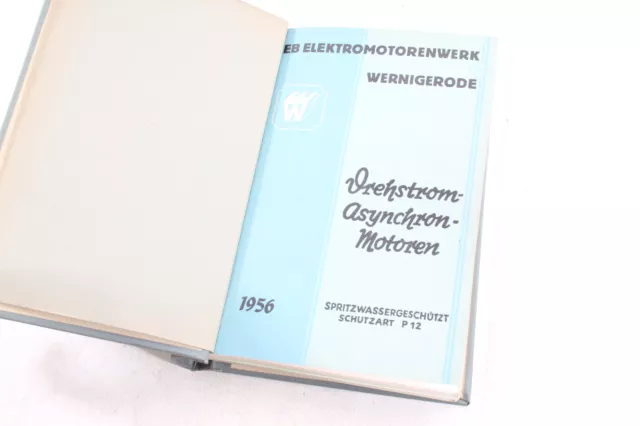 EB ELEKTROMOTORENWERK
WERNIGERODE
W
Drehstrom-
Asynchron-
Motoren
1956
SPRITZWASSERGESCHÜTZT
SCHUTZART P 12